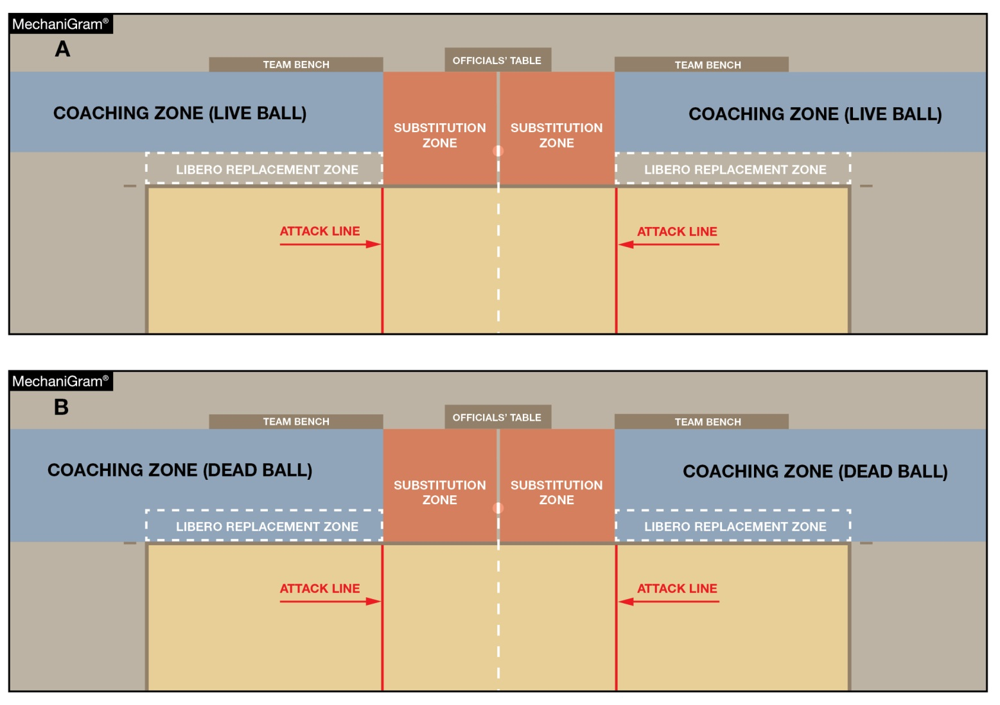 MechaniGram®
A
TEAM BENCH
OFFICIALS’ TABLE
TEAM BENCH
COACHING ZONE (LIVE BALL)
SUBSTITUTION
ZONE
SUBSTITUTION
ZONE
COACHING ZONE (LIVE BALL)
LIBERO REPLACEMENT ZONE
LIBERO REPLACEMENT ZONE
ATTACK LINE
ATTACK LINE
MechaniGram®
B
TEAM BENCH
OFFICIALS’ TABLE
TEAM BENCH
COACHING ZONE (DEAD BALL)
SUBSTITUTION
ZONE
SUBSTITUTION
ZONE
COACHING ZONE (DEAD BALL)
LIBERO REPLACEMENT ZONE
LIBERO REPLACEMENT ZONE
ATTACK LINE
ATTACK LINE